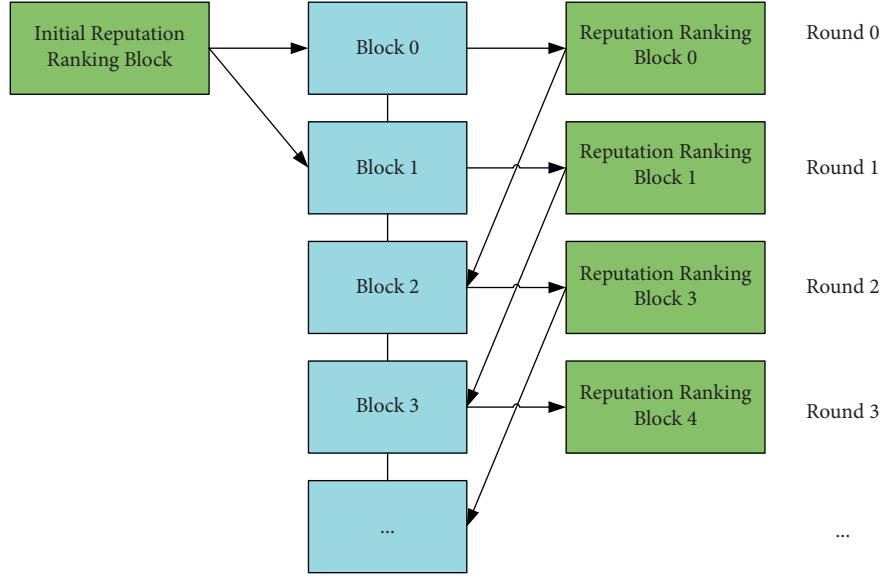 Initial Reputation
Ranking Block
Block 0
Reputation Ranking
Block 0
Round 0
Block 1
Reputation Ranking
Block 1
Round 1
Block 2
Reputation Ranking
Block 3
Round 2
Block 3
Reputation Ranking
Block 4
Round 3
...
...